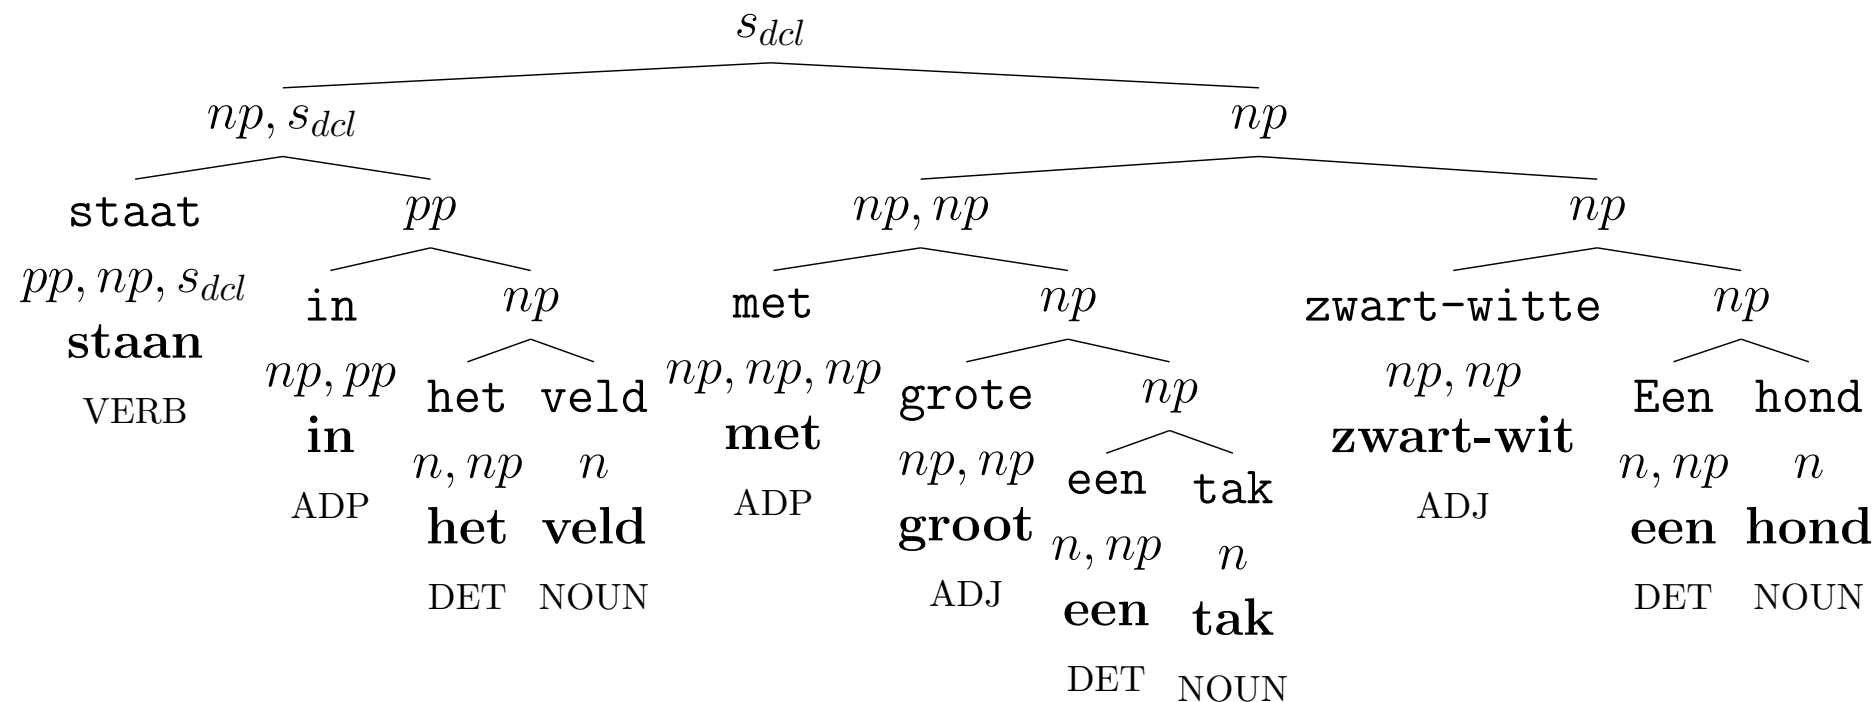 s_dcl
np, s_dcl np
staat pp np, np np
pp, np, s_dcl in np met np zwart-witte np
staan np, pp het veld np, np, np grote np np, np Een hond
VERB in n, np n met np, np een tak zwart-wit n, np n
ADP het veld ADP groot n, np n ADJ een hond
DET NOUN ADJ een tak DET NOUN
DET NOUN